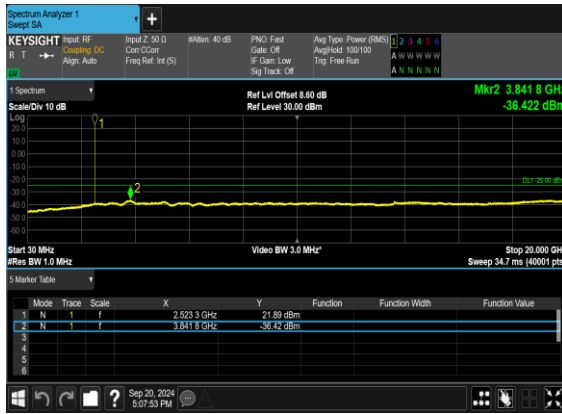 Spectrum Analyzer 1
Swept SA
+
KEYSIGHT
R T
LXI
Input: RF
Coupling: DC
Align: Auto
Input Z: 50 Ω
Corr CCorr
Freq Ref: Int (S)
#Atten: 40 dB
PNO: Fast
Gate: Off
IF Gain: Low
Sig Track: Off
Avg Type: Power (RMS)
Avg|Hold: 100/100
Trig: Free Run
1 2 3 4 5 6
A W W W W W
A N N N N N
1 Spectrum
Scale/Div 10 dB
Ref Lvl Offset 8.60 dB
Ref Level 30.00 dBm
Mkr2 3.841 8 GHz
-36.422 dBm
Log
20.0
10.0
0.00
-10.0
-20.0
-30.0
-40.0
-50.0
-60.0
1
2
DL1 -25.00 dBm
Start 30 MHz
#Res BW 1.0 MHz
Video BW 3.0 MHz*
Stop 20.000 GH
Sweep 34.7 ms (40001 pts
5 Marker Table
Mode Trace Scale X Y Function Function Width Function Value
1 N 1 f 2.523 3 GHz 21.89 dBm
2 N 1 f 3.841 8 GHz -36.42 dBm
3
4
5
6
?
Sep 20, 2024
5:07:53 PM